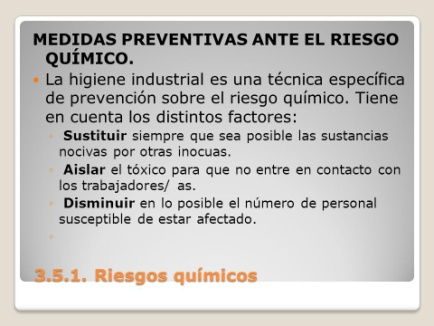 MEDIDAS PREVENTIVAS ANTE EL RIESGO
QUÍMICO.
La higiene industrial es una técnica específica
de prevención sobre el riesgo químico. Tiene
en cuenta los distintos factores:
Sustituir siempre que sea posible las sustancias
nocivas por otras inocuas.
Aislar el tóxico para que no entre en contacto con
los trabajadores/ as.
Disminuir en lo posible el número de personal
susceptible de estar afectado.
3.5.1. Riesgos químicos